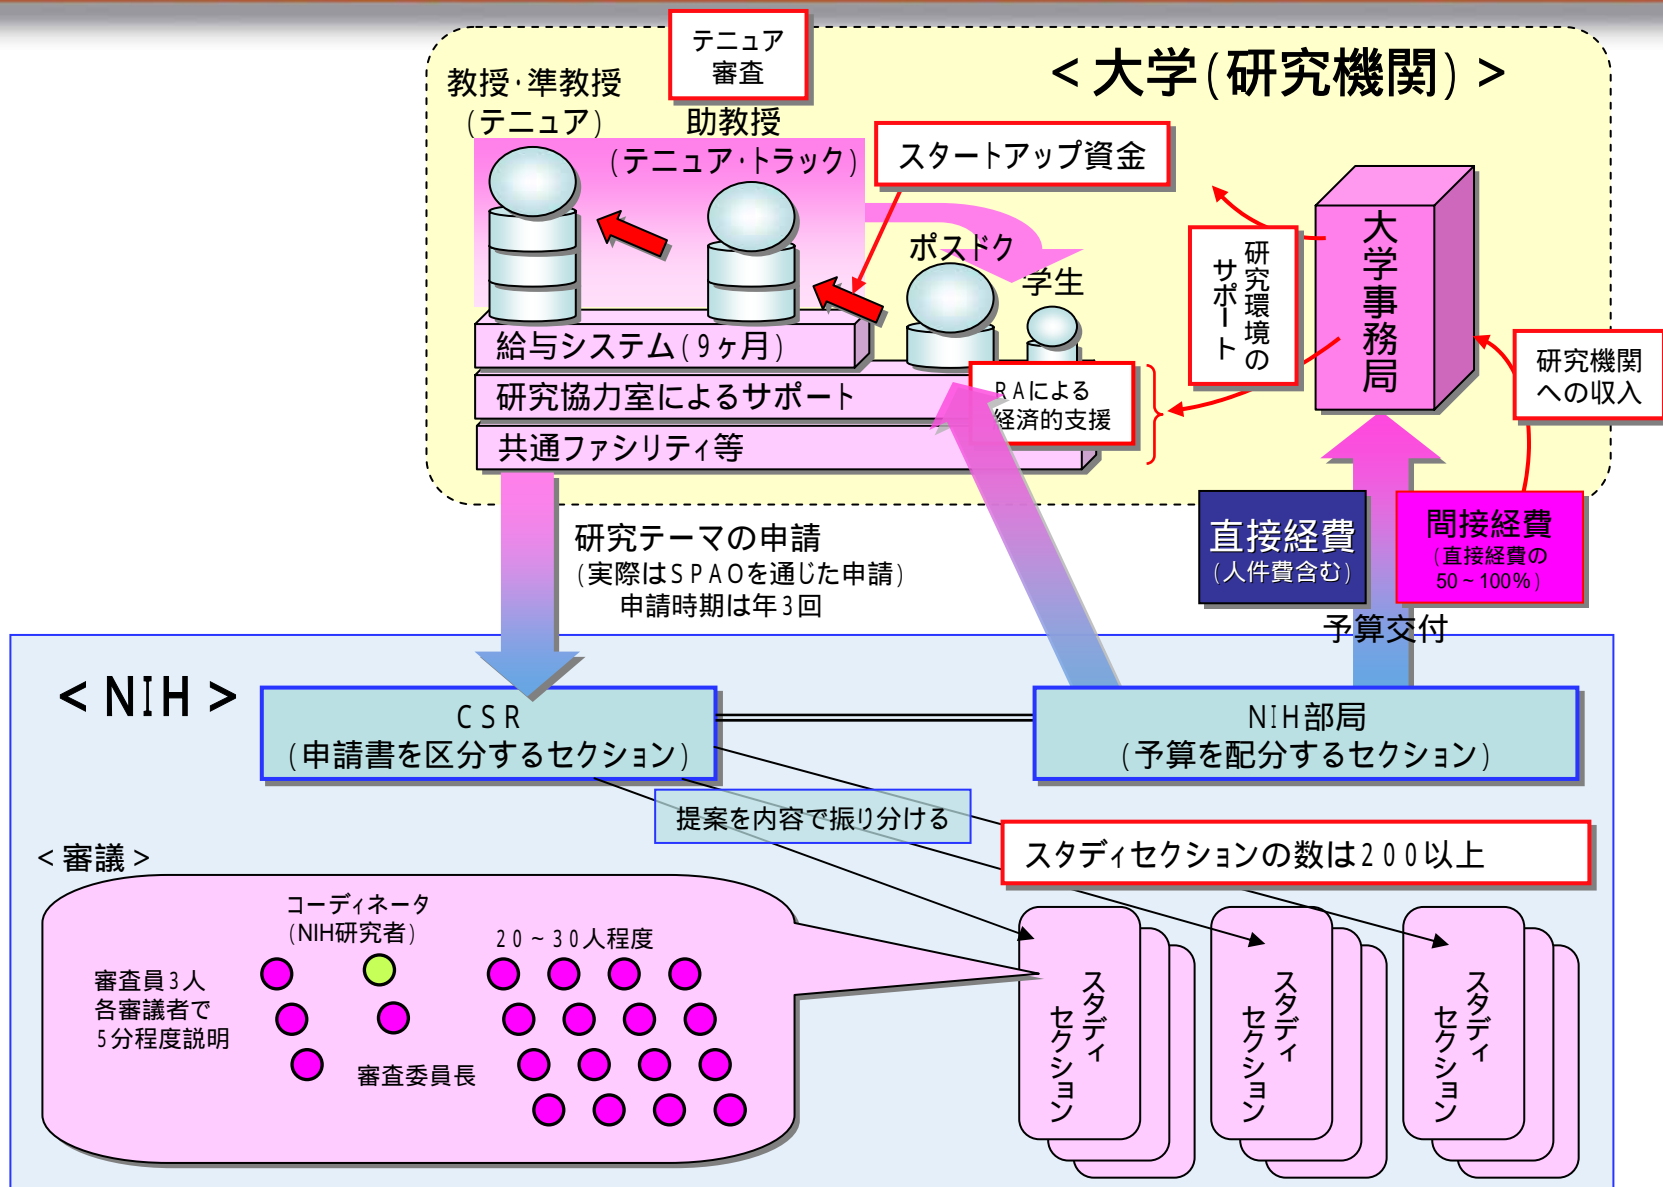 テニュア
審査
<大学(研究機関)>
教授・準教授
(テニュア)
助教授
(テニュア・トラック)
スタートアップ資金
ポスドク
学生
大学事務局
研究環境の
サポート
研究機関
への収入
給与システム(9ヶ月)
研究協力室によるサポート
共通ファシリティ等
RAによる
経済的支援
直接経費
(人件費含む)
間接経費
(直接経費の
50~100%)
予算交付
研究テーマの申請
(実際はSPAOを通じた申請)
申請時期は年3回
<NIH>
CSR
(申請書を区分するセクション)
NIH部局
(予算を配分するセクション)
提案を内容で振り分ける
スタディセクションの数は200以上
<審議>
コーディネータ
(NIH研究者)
20~30人程度
審査員3人
各審議者で
5分程度説明
審査委員長
スタディ
セクション
スタディ
セクション
スタディ
セクション